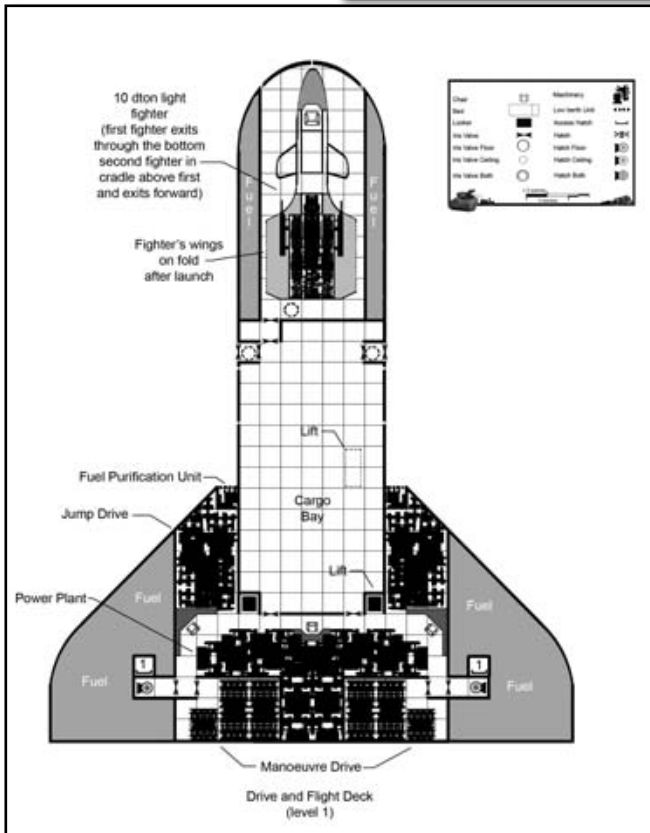 10 dton light
fighter
(first fighter exits
through the bottom
second fighter in
cradle above first
and exits forward)
Fuel
Fuel
Fighter's wings
on fold
after launch
Chair
Bed
Locker
Iris Valve
Iris Valve Floor
Iris Valve Ceiling
Iris Valve Both
Machinery
Low berth Unit
Access Hatch
Hatch
Hatch Floor
Hatch Ceiling
Hatch Both
Lift
Fuel Purification Unit
Cargo
Bay
Jump Drive
Lift
Fuel
Fuel
Power Plant
1
1
Fuel
Fuel
Manoeuvre Drive
Drive and Flight Deck
(level 1)